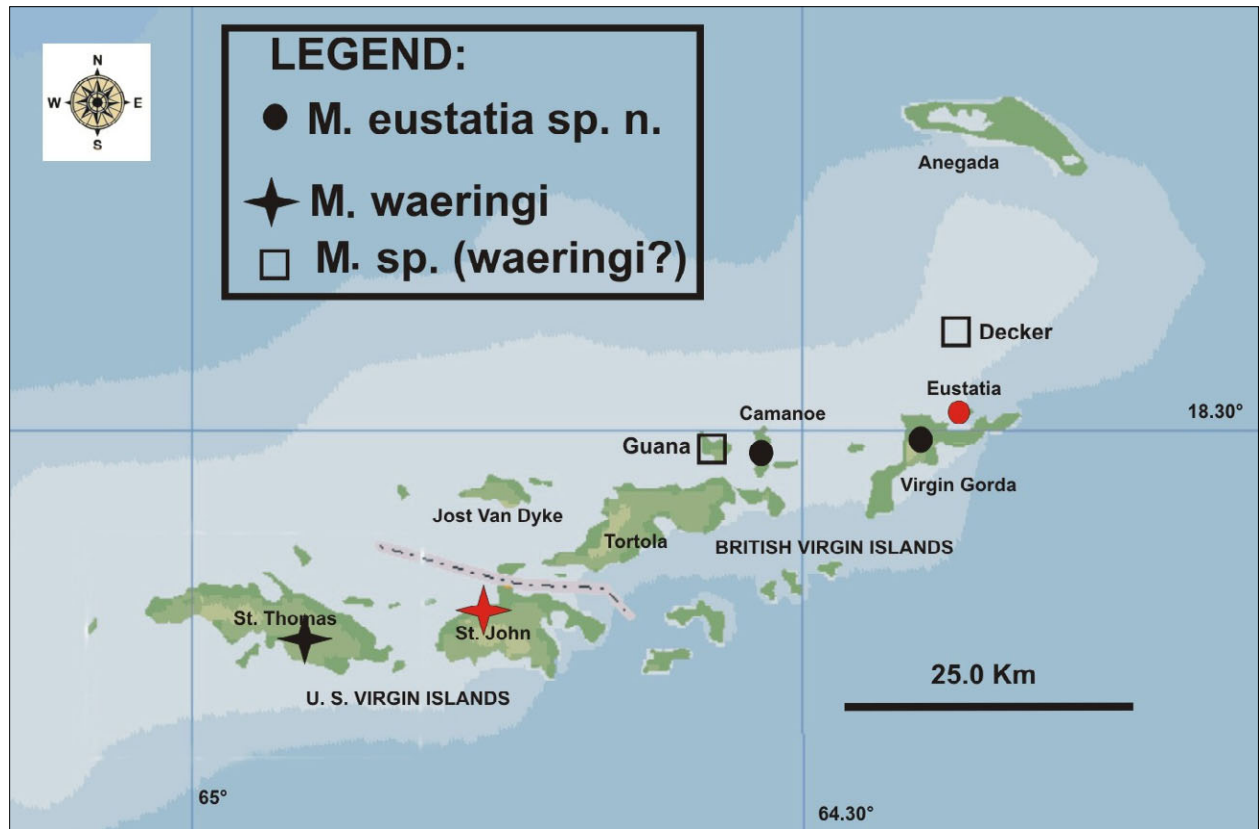 N
W E
S
LEGEND:
M. eustatia sp. n.
M. waeringi
M. sp. (waeringi?)
Anegada
Decker
Eustatia
18.30°
Camanoe
Guana
Virgin Gorda
Jost Van Dyke
Tortola
BRITISH VIRGIN ISLANDS
St. Thomas
St. John
25.0 Km
U. S. VIRGIN ISLANDS
65°
64.30°